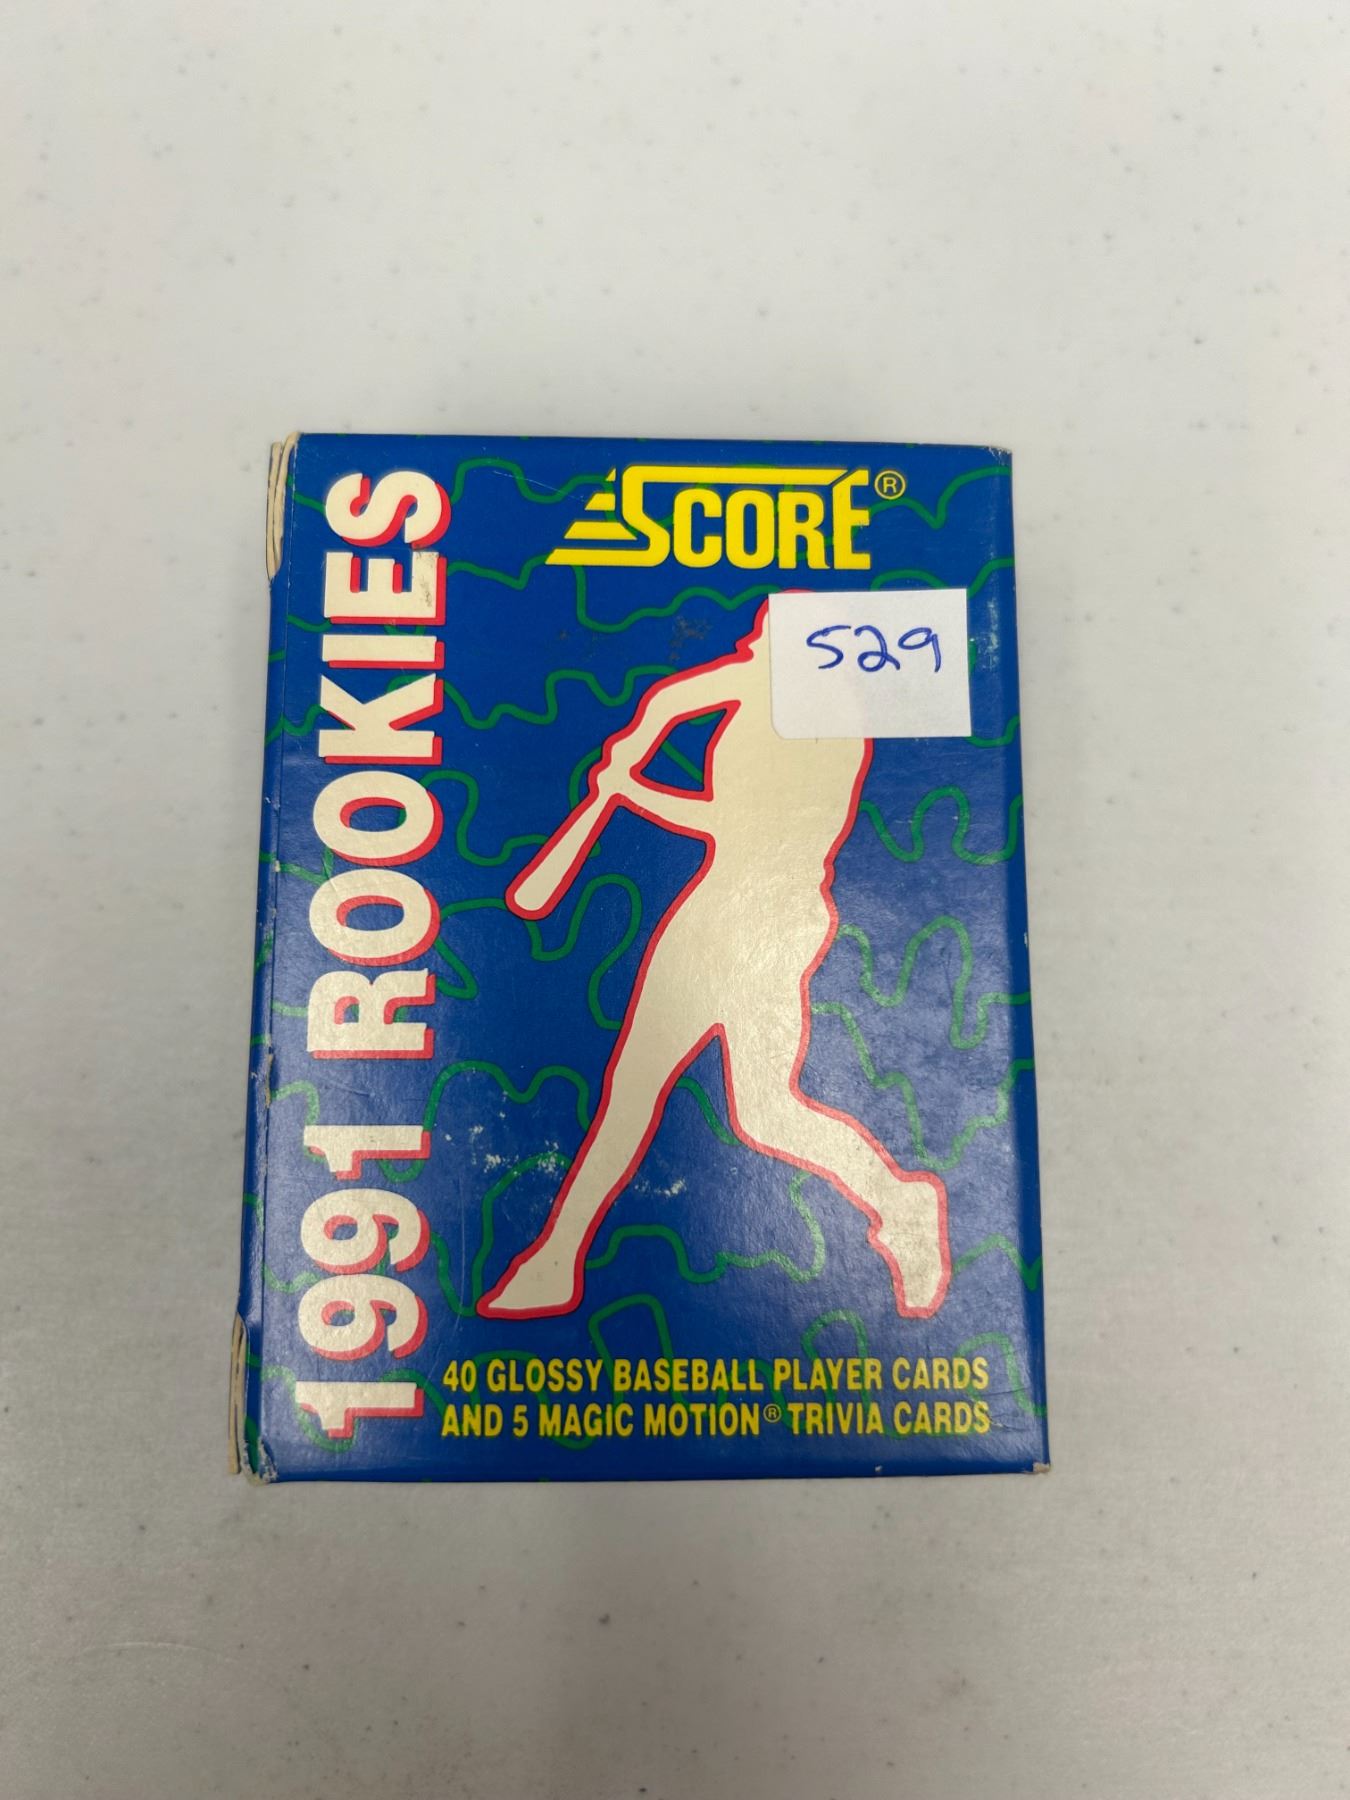 SCORE®
529
1991 ROOKIES
40 GLOSSY BASEBALL PLAYER CARDS
AND 5 MAGIC MOTION® TRIVIA CARDS